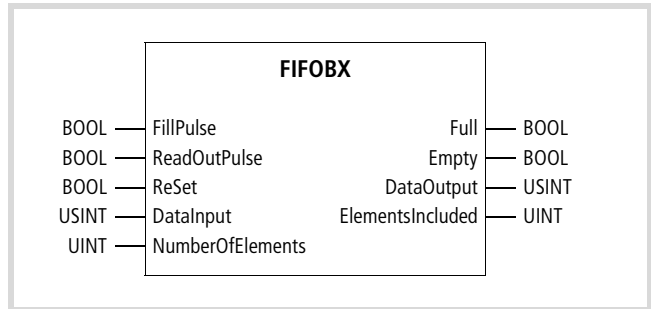 FIFOBX
BOOL FillPulse Full BOOL
BOOL ReadOutPulse Empty BOOL
BOOL ReSet DataOutput USINT
USINT DataInput ElementsIncluded UINT
UINT NumberOfElements